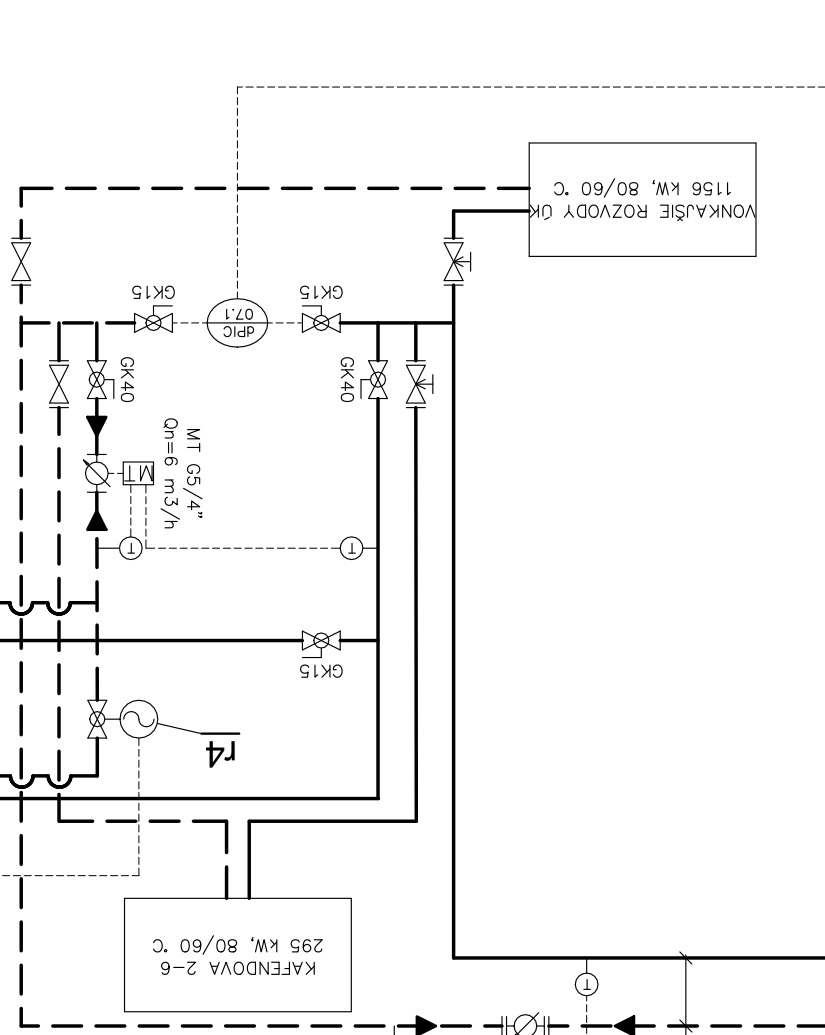 VONKAJŠIE ROZVODY ÚK
1156 kW, 80/60 °C
GK15
GK15
dPIC
07.1
GK40
GK40
MT G5/4"
Qn=6 m3/h
MT
T
T
GK15
r4
KAFENDOVA 2-6
295 kW, 80/60 °C
T